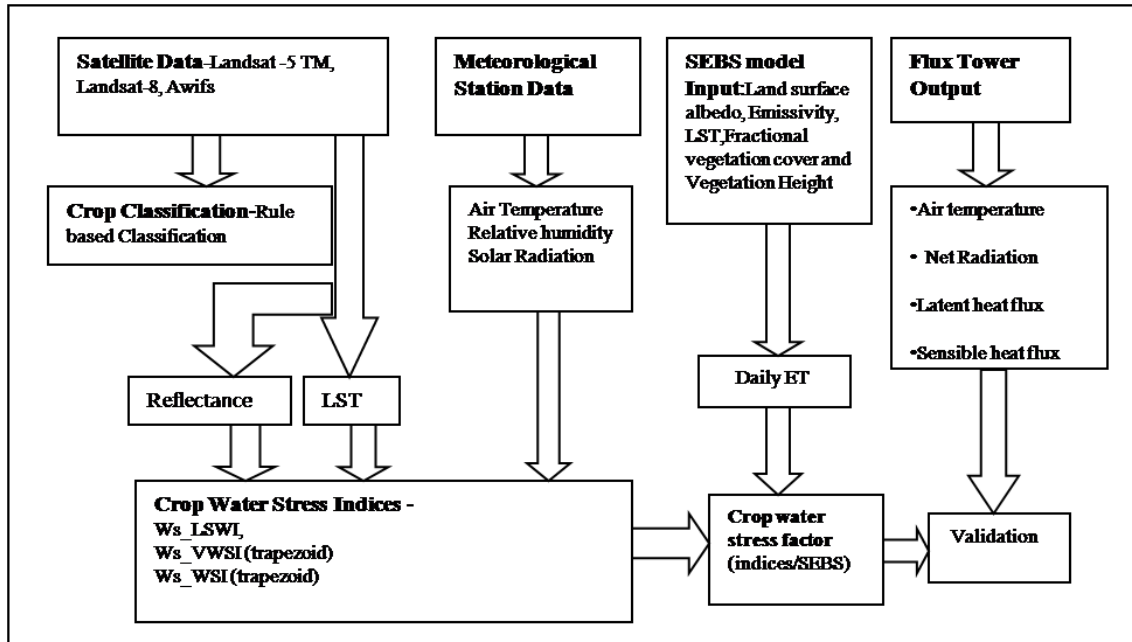 Satellite Data-Landsat -5 TM,
Landsat-8, Awifs
Meteorological
Station Data
SEBS model
Input:Land surface
albedo, Emissivity,
LST,Fractional
vegetation cover and
Vegetation Height
Flux Tower
Output
Crop Classification-Rule
based Classification
Air Temperature
Relative humidity
Solar Radiation
•Air temperature
• Net Radiation
•Latent heat flux
•Sensible heat flux
Reflectance
LST
Daily ET
Crop Water Stress Indices -
Ws_LSWI,
Ws_VWSI (trapezoid)
Ws_WSI (trapezoid)
Crop water
stress factor
(indices/SEBS)
Validation